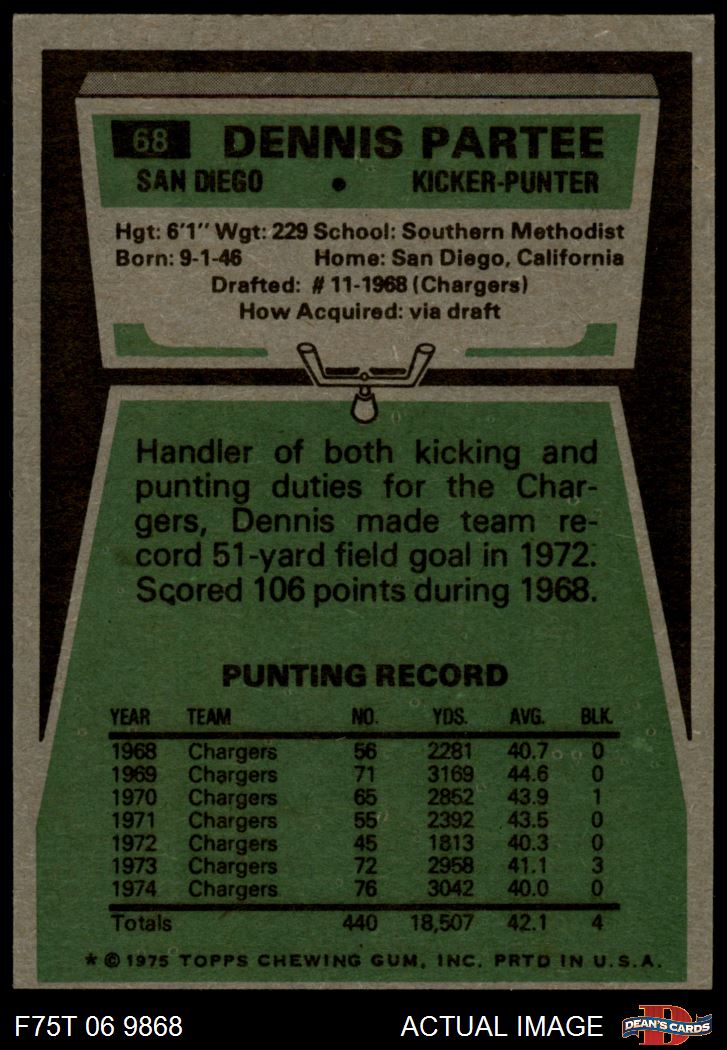 68 DENNIS PARTEE
SAN DIEGO • KICKER-PUNTER
Hgt: 6'1" Wgt: 229 School: Southern Methodist
Born: 9-1-46 Home: San Diego, California
Drafted: # 11-1968 (Chargers)
How Acquired: via draft
Handler of both kicking and
punting duties for the Char-
gers, Dennis made team re-
cord 51-yard field goal in 1972.
Scored 106 points during 1968.
PUNTING RECORD
YEAR TEAM NO. YDS. AVG. BLK.
1968 Chargers 56 2281 40.7 0
1969 Chargers 71 3169 44.6 0
1970 Chargers 65 2852 43.9 1
1971 Chargers 55 2392 43.5 0
1972 Chargers 45 1813 40.3 0
1973 Chargers 72 2958 41.1 3
1974 Chargers 76 3042 40.0 0
Totals 440 18,507 42.1 4
* © 1975 TOPPS CHEWING GUM, INC. PRTD IN U.S.A.
F75T 06 9868 ACTUAL IMAGE D DEAN'S CARDS